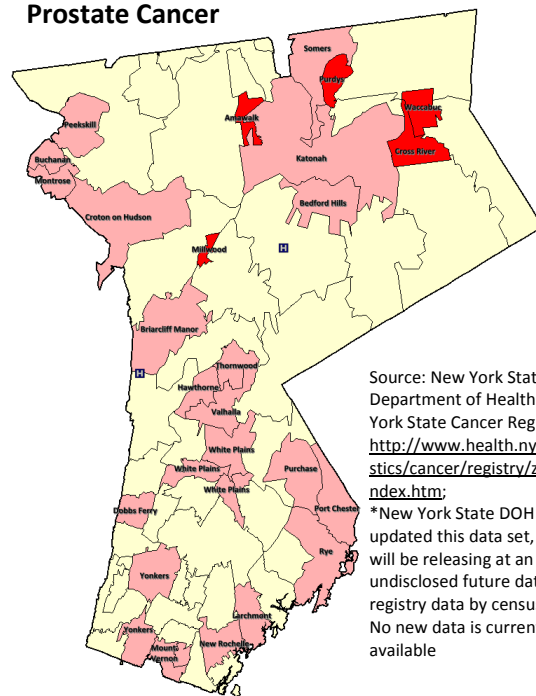 Prostate Cancer
Somers
Purdys
Waccabuc
Amawalk
Peekskill
Cross River
Katonah
Buchanan
Montrose
Bedford Hills
Croton on Hudson
Millwood
H
Briarcliff Manor
Thornwood
H
Hawthorne
Valhalla
White Plains
White Plains
Purchase
White Plains
Port Chester
Dobbs Ferry
Rye
Yonkers
Larchmont
Yonkers
New Rochelle
Mount
Vernon
Source: New York Stat
Department of Health
York State Cancer Reg
http://www.health.ny
stics/cancer/registry/z
ndex.htm;
*New York State DOH
updated this data set,
will be releasing at an
undisclosed future dat
registry data by censu
No new data is curren
available